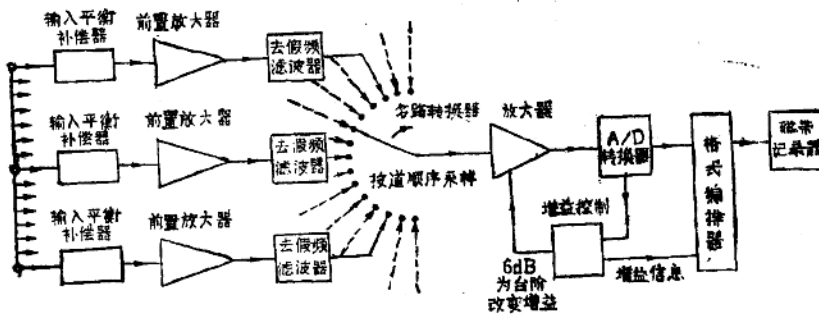 输入平衡
补偿器
前置放大器
去假频
滤波器
输入平衡
补偿器
前置放大器
去假频
滤波器
多路转换器
放大器
A/D
转换器
格式编排器
磁带
记录器
按道顺序采样
输入平衡
补偿器
前置放大器
去假频
滤波器
增益控制
6dB
为台阶
改变增益
增益信息